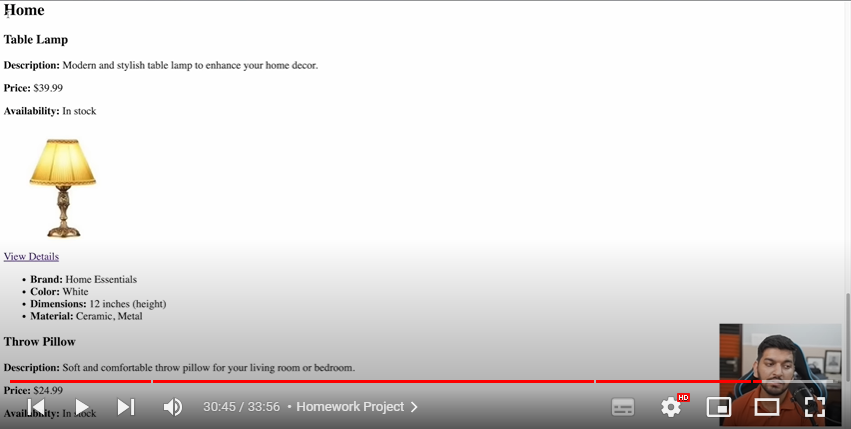 Home
Table Lamp
Description: Modern and stylish table lamp to enhance your home decor.
Price: $39.99
Availability: In stock
View Details
• Brand: Home Essentials
• Color: White
• Dimensions: 12 inches (height)
• Material: Ceramic, Metal
Throw Pillow
Description: Soft and comfortable throw pillow for your living room or bedroom.
Price: $24.99
Availability: In stock
30:45 / 33:56 • Homework Project
HD